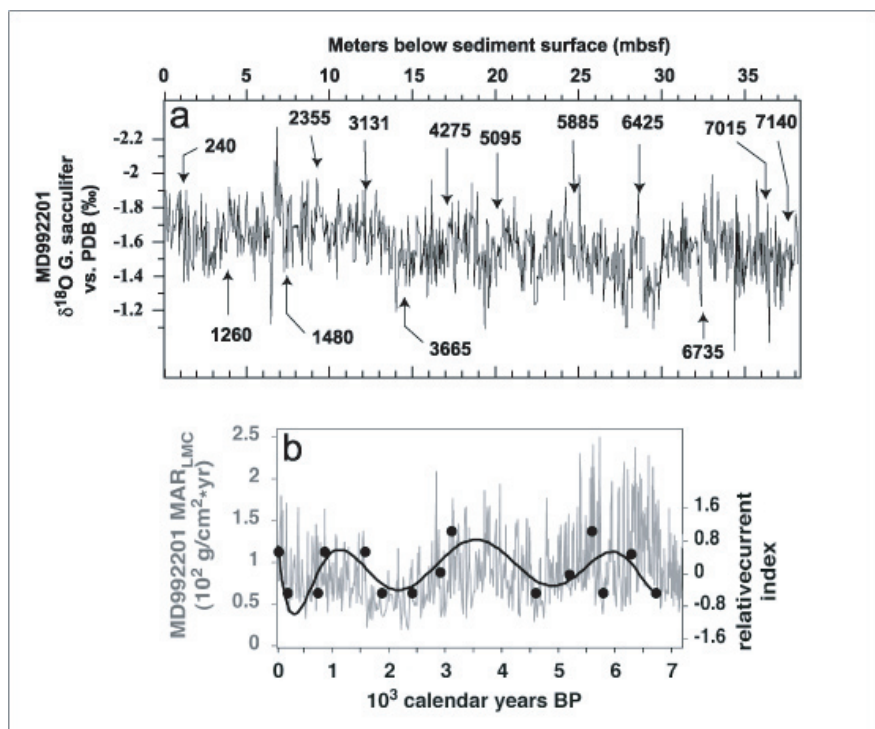 Meters below sediment surface (mbsf)
0 5 10 15 20 25 30 35
a
MD992201
δ¹⁸O G. sacculifer
vs. PDB (‰)
-2.2
-2
-1.8
-1.6
-1.4
-1.2
240
2355
3131
4275
5095
5885
6425
7015
7140
1260
1480
3665
6735
b
MD992201 MAR_LMC
(10² g/cm²*yr)
2.5
2
1.5
1
0.5
0
1.6
0.8
0
-0.8
-1.6
relativecurrent
index
0 1 2 3 4 5 6 7
10³ calendar years BP